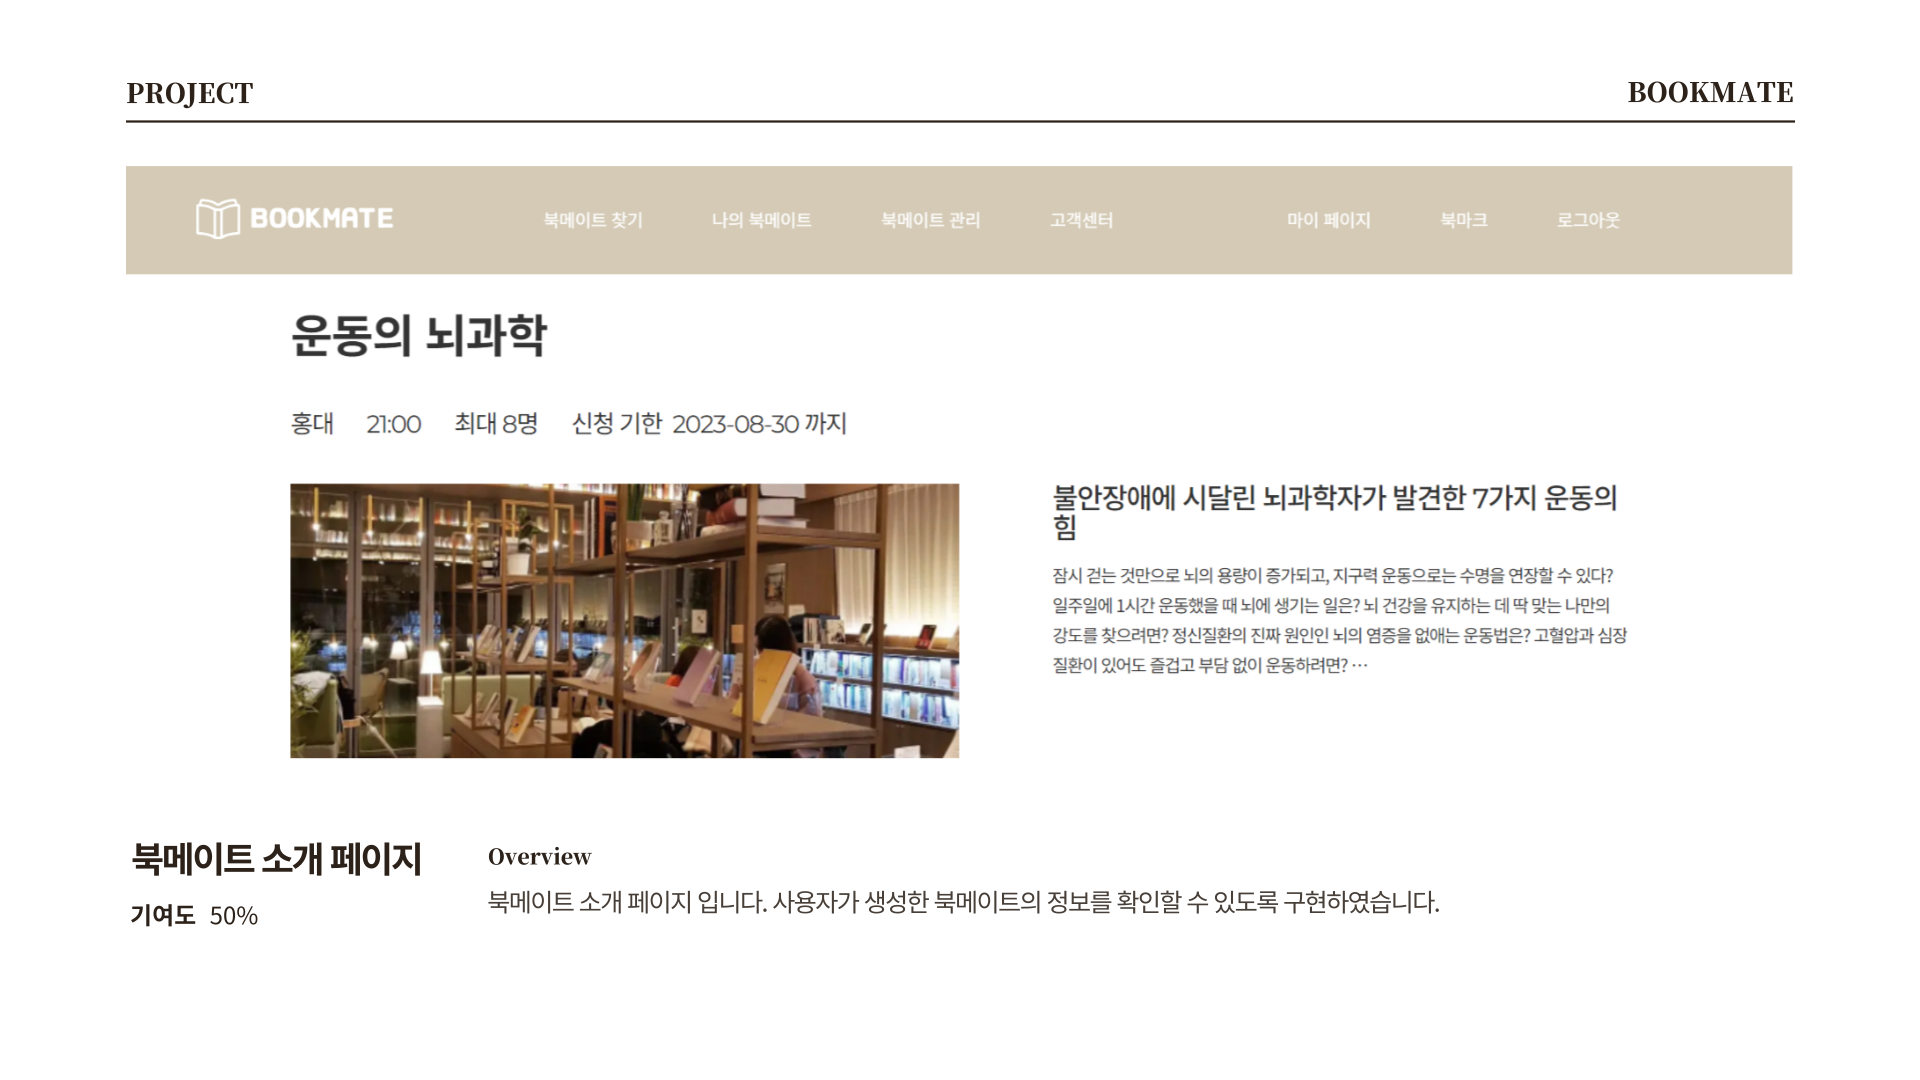 PROJECT
BOOKMATE
BOOKMATE
북메이트 찾기
나의 북메이트
북메이트 관리
고객센터
마이 페이지
북마크
로그아웃
운동의 뇌과학
홍대 21:00 최대 8명 신청 기한 2023-08-30 까지
불안장애에 시달린 뇌과학자가 발견한 7가지 운동의
힘
잠시 걷는 것만으로 뇌의 용량이 증가되고, 지구력 운동으로는 수명을 연장할 수 있다?
일주일에 1시간 운동했을 때 뇌에 생기는 일은? 뇌 건강을 유지하는 데 딱 맞는 나만의
강도를 찾으려면? 정신질환의 진짜 원인인 뇌의 염증을 없애는 운동법은? 고혈압과 심장
질환이 있어도 즐겁고 부담 없이 운동하려면? ⋯
북메이트 소개 페이지
기여도 50%
Overview
북메이트 소개 페이지 입니다. 사용자가 생성한 북메이트의 정보를 확인할 수 있도록 구현하였습니다.